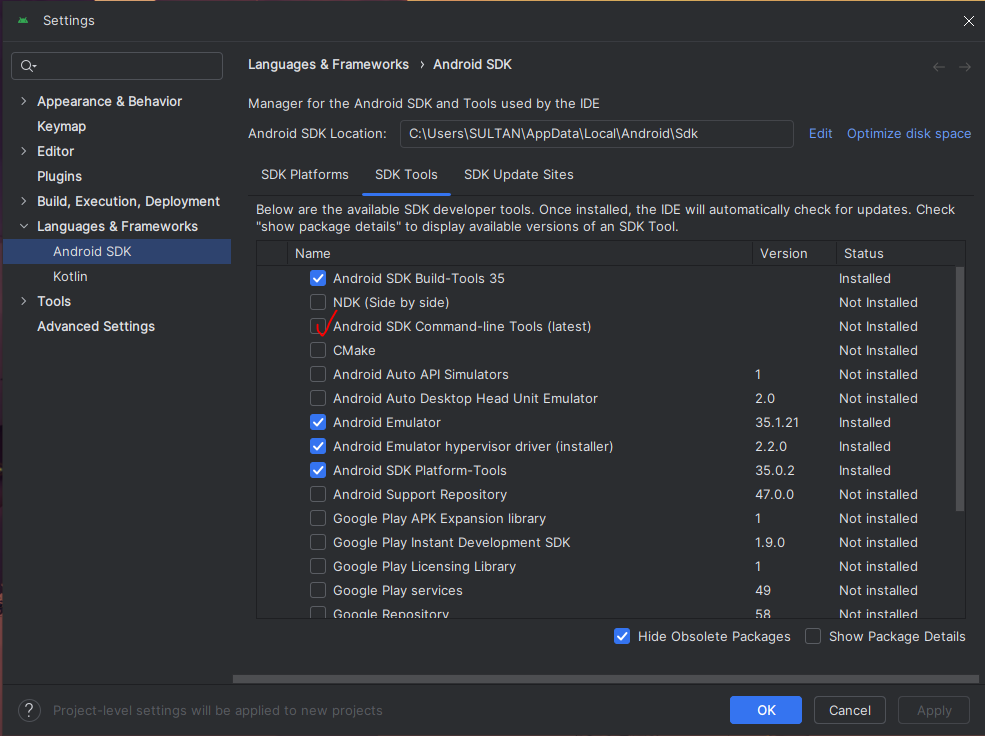 Settings
Languages & Frameworks › Android SDK
Appearance & Behavior
Keymap
Editor
Plugins
Build, Execution, Deployment
Languages & Frameworks
Android SDK
Kotlin
Tools
Advanced Settings
Manager for the Android SDK and Tools used by the IDE
Android SDK Location: C:\Users\SULTAN\AppData\Local\Android\Sdk Edit Optimize disk space
SDK Platforms SDK Tools SDK Update Sites
Below are the available SDK developer tools. Once installed, the IDE will automatically check for updates. Check
"show package details" to display available versions of an SDK Tool.
Name Version Status
Android SDK Build-Tools 35 Installed
NDK (Side by side) Not Installed
Android SDK Command-line Tools (latest) Not Installed
CMake Not Installed
Android Auto API Simulators 1 Not installed
Android Auto Desktop Head Unit Emulator 2.0 Not installed
Android Emulator 35.1.21 Installed
Android Emulator hypervisor driver (installer) 2.2.0 Installed
Android SDK Platform-Tools 35.0.2 Installed
Android Support Repository 47.0.0 Not installed
Google Play APK Expansion library 1 Not installed
Google Play Instant Development SDK 1.9.0 Not installed
Google Play Licensing Library 1 Not installed
Google Play services 49 Not installed
Google Repository 58 Not installed
Hide Obsolete Packages Show Package Details
? Project-level settings will be applied to new projects
OK Cancel Apply